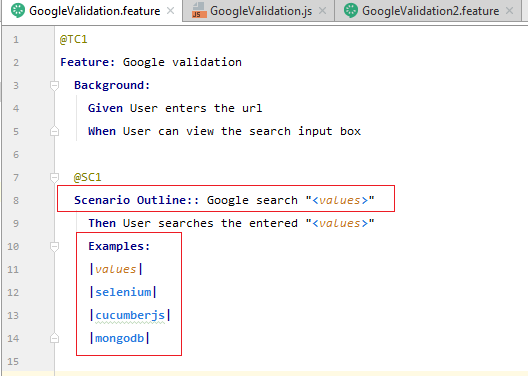 GoogleValidation.feature × GoogleValidation.js × GoogleValidation2.feature ×
1 @TC1
2 Feature: Google validation
3 Background:
4 Given User enters the url
5 When User can view the search input box
6
7 @SC1
8 Scenario Outline:: Google search "<values>"
9 Then User searches the entered "<values>"
10 Examples:
11 |values|
12 |selenium|
13 |cucumberjs|
14 |mongodb|
15